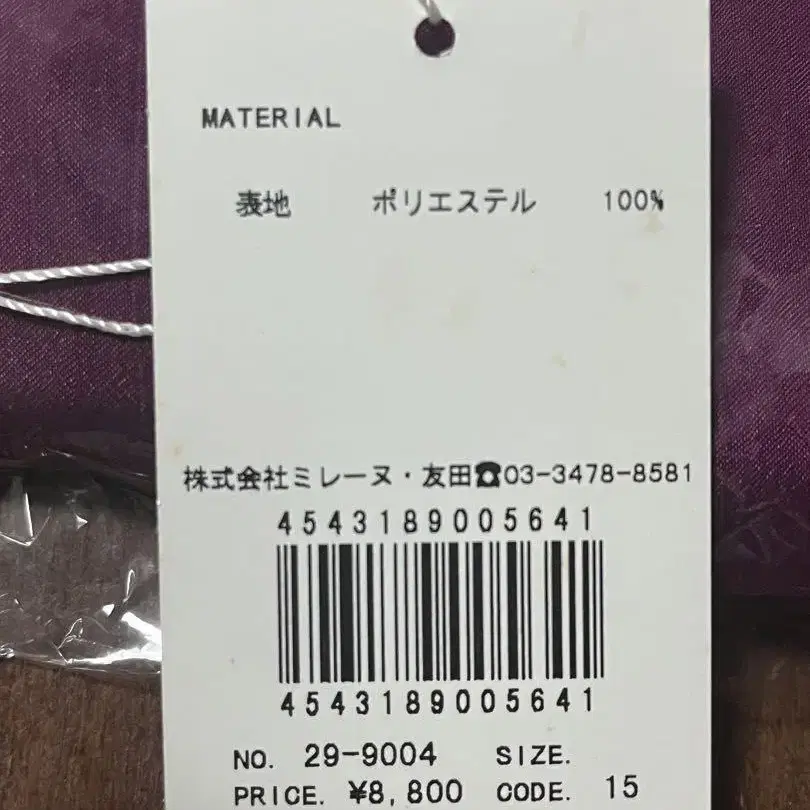 MATERIAL
表地 ポリエステル 100%
株式会社ミレーヌ・友田☎03-3478-8581
4543189005641
4543189005641
NO. 29-9004 SIZE.
PRICE. ¥8,800 CODE. 15